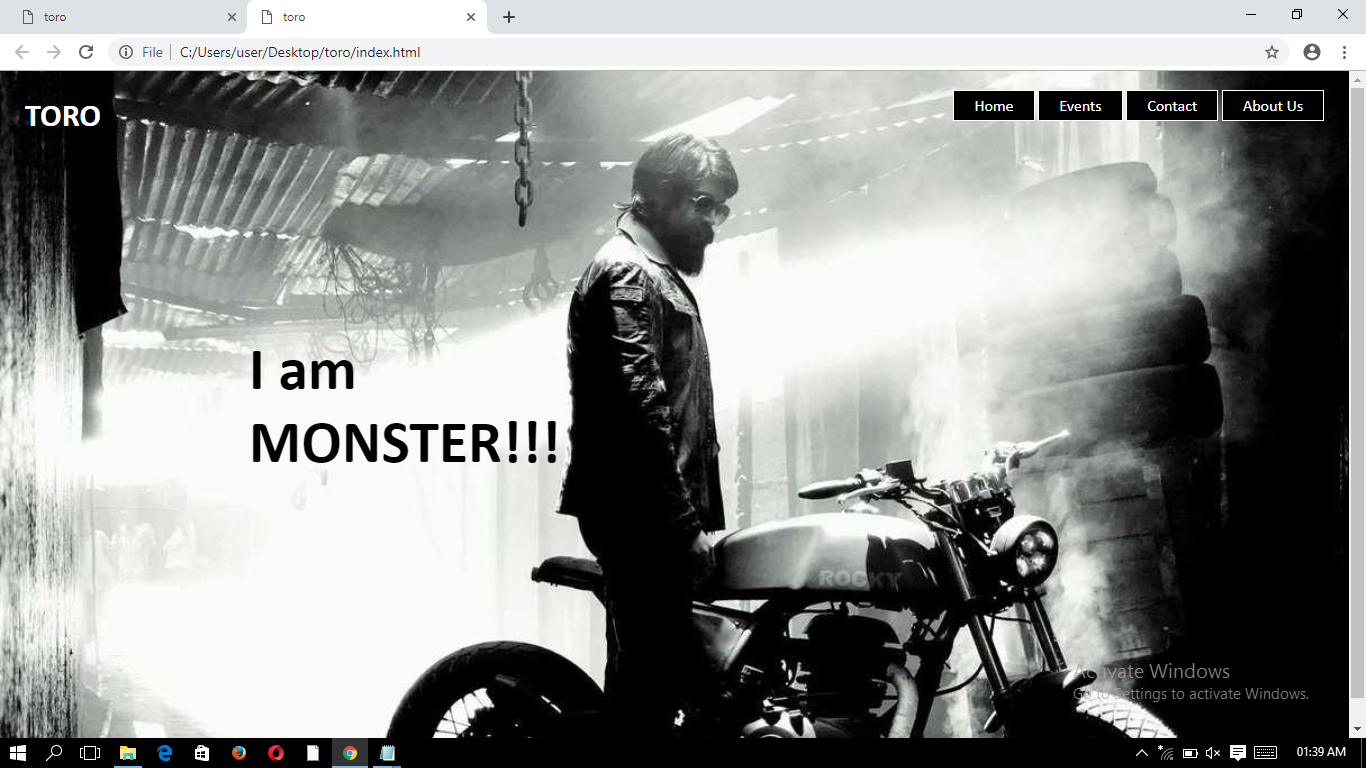 toro
toro
File
C:/Users/user/Desktop/toro/index.html
TORO
Home
Events
Contact
About Us
I am
MONSTER!!!
ROCKY
Activate Windows
Go to Settings to activate Windows.
01:39 AM